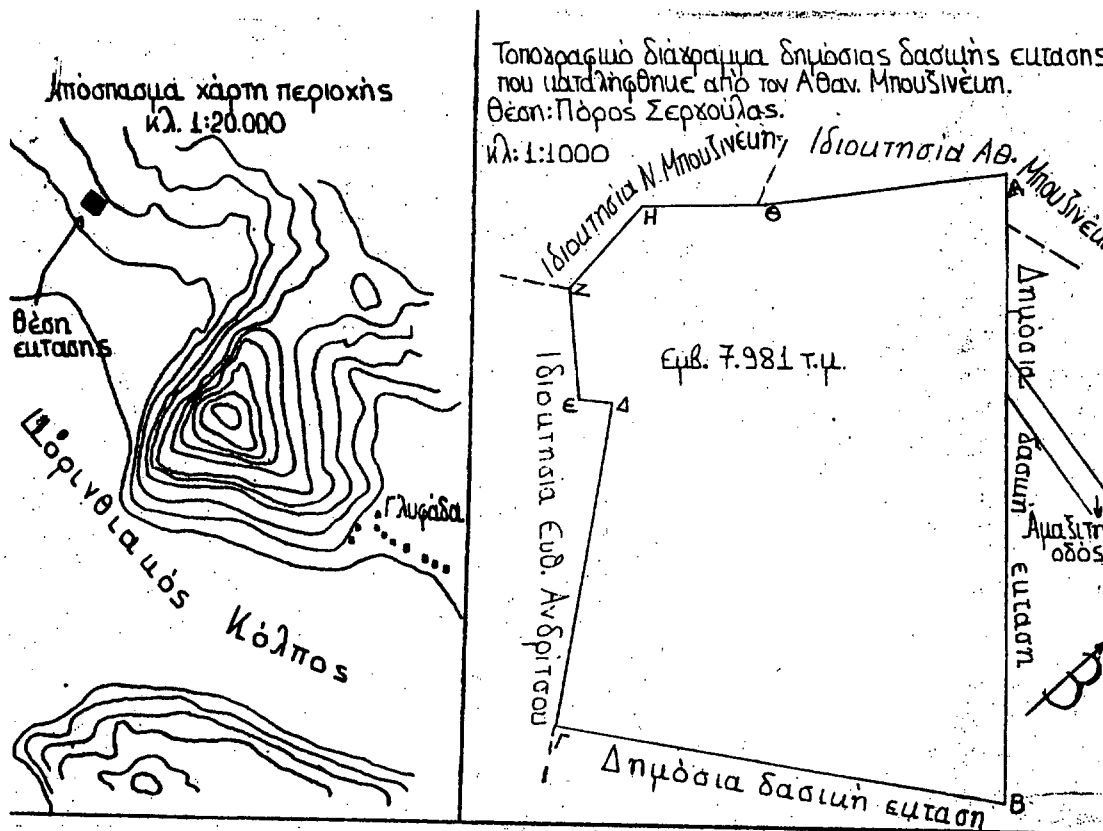 Απόσπασμα χάρτη περιοχής
κλ. 1:20.000
Θέση
εκτασης
Κορινθιακός Κόλπος
Γλυφάδα
Τοπογραφικό διάγραμμα δημόσιας δασικής εκτασης
που καταλήφθηκε από τον Αθαν. Μπουζινέκη.
Θέση: Πόρος Σεργούλας.
κλ: 1:1000
Ιδιοκτησία Ν. Μπουζινέκη
Ιδιοκτησία Αθ. Μπουζινέκη
Α
Η
Θ
Ζ
Δημόσια δασική εκταση
Εμβ. 7.981 τ.μ.
Ε
Δ
Ιδιοκτησία Ευθ. Ανδρίτσου
Αμαξιτή
οδός
Β
Γ
Δημόσια δασική εκταση
Β